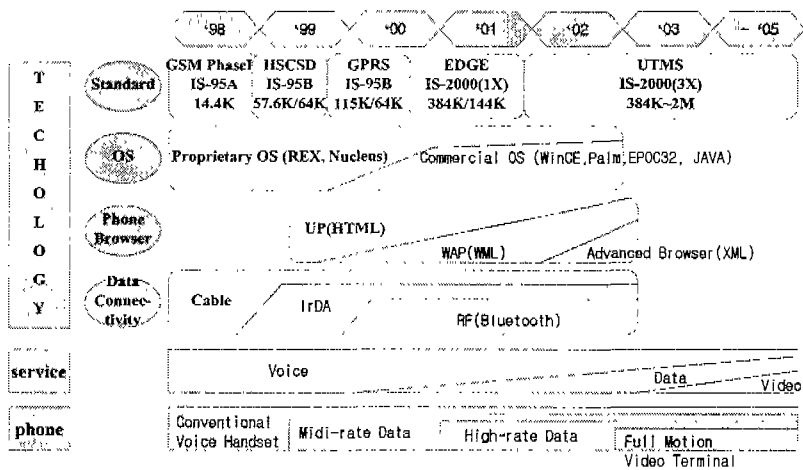 '98 '99 '00 '01 '02 '03 '05
TECHOLOGY
Standard
GSM PhaseI HSCSD GPRS EDGE UTMS
IS-95A IS-95B IS-95B IS-2000(1X) IS-2000(3X)
14.4K 57.6K/64K 115K/64K 384K/144K 384K~2M
OS
Proprietary OS (REX, Nucleus)
Commercial OS (WinCE,Palm,EPOC32, JAVA)
Phone
Browser
UP(HTML)
WAP(WML)
Advanced Browser(XML)
Data
Connec-
tivity
Cable
IrDA
RF(Bluetooth)
service
Voice
Data
Video
phone
Conventional
Voice Handset
Midi-rate Data
High-rate Data
Full Motion
Video Terminal